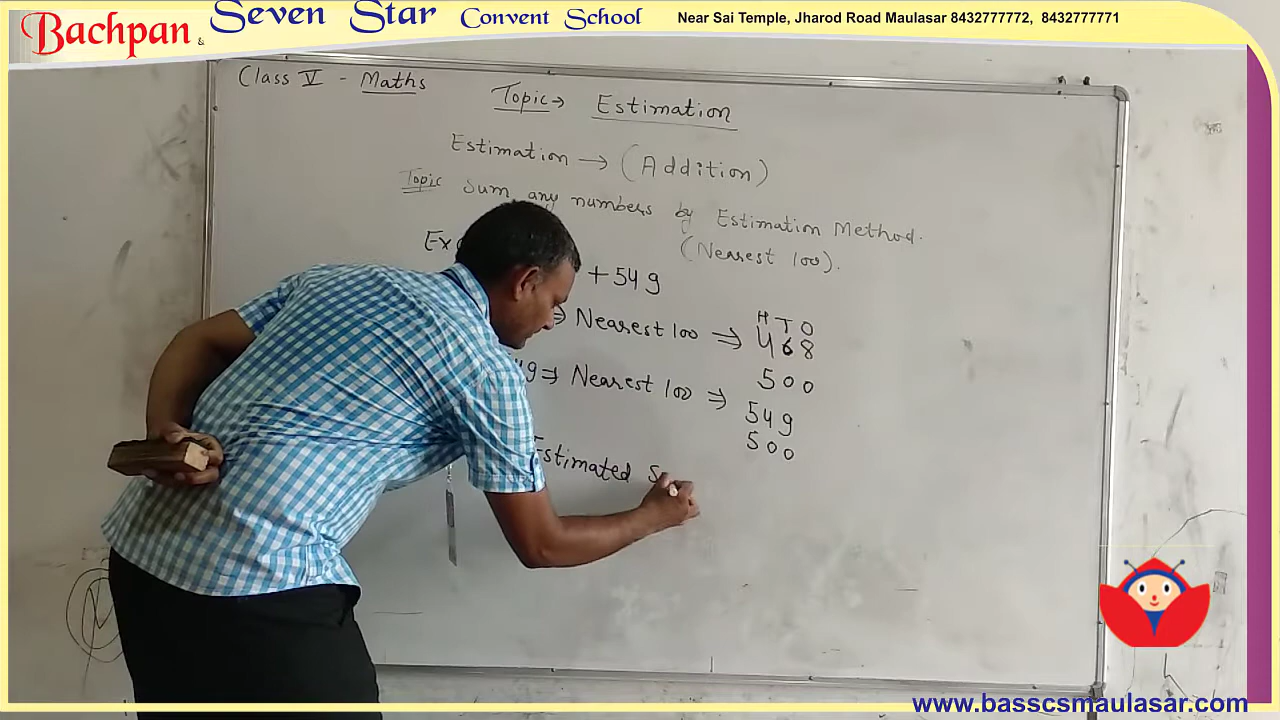 Bachpan & Seven Star Convent School Near Sai Temple, Jharod Road Maulasar 8432777772, 8432777771
Class V - Maths
Topic → Estimation
Estimation → (Addition)
Topic Sum any numbers by Estimation Method.
(Nearest 100).
+549
⇒ Nearest 100 ⇒ H T O
468
500
49 ⇒ Nearest 100 ⇒ 549
500
Estimated S
www.basscsmaulasar.com